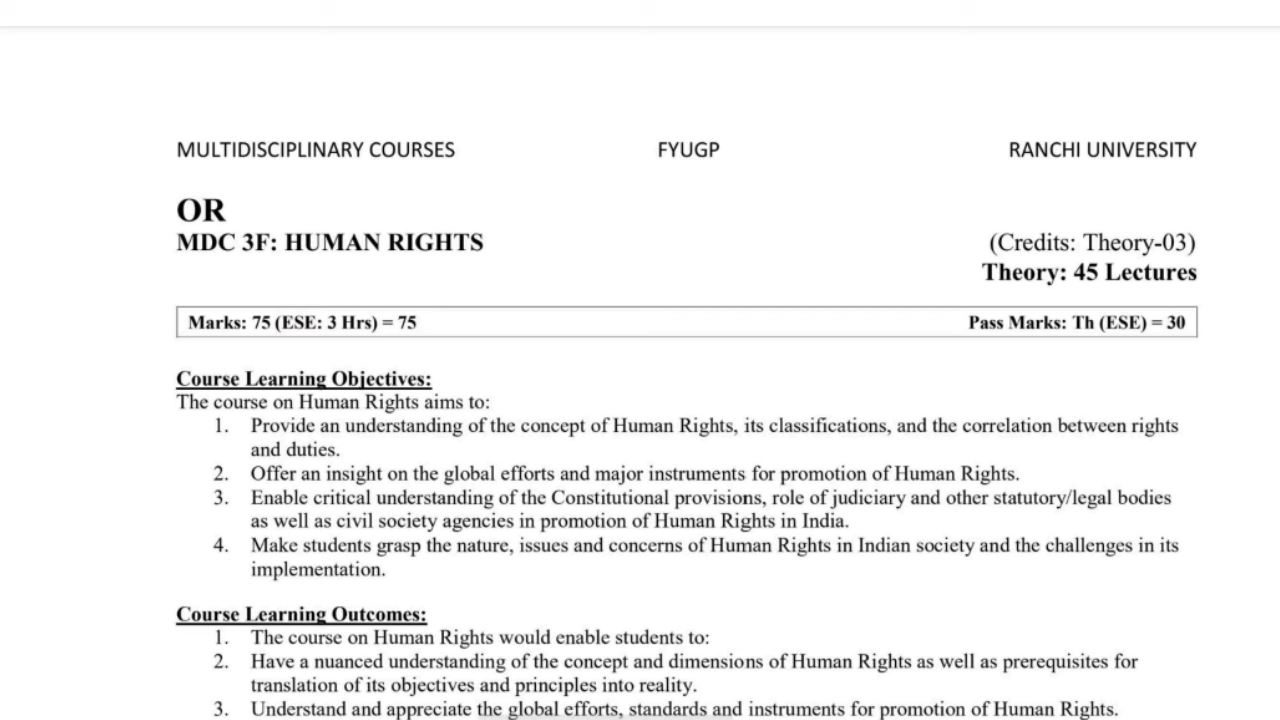 MULTIDISCIPLINARY COURSES FYUGP RANCHI UNIVERSITY
OR
MDC 3F: HUMAN RIGHTS (Credits: Theory-03)
Theory: 45 Lectures
Marks: 75 (ESE: 3 Hrs) = 75 Pass Marks: Th (ESE) = 30
Course Learning Objectives:
The course on Human Rights aims to:
1. Provide an understanding of the concept of Human Rights, its classifications, and the correlation between rights
and duties.
2. Offer an insight on the global efforts and major instruments for promotion of Human Rights.
3. Enable critical understanding of the Constitutional provisions, role of judiciary and other statutory/legal bodies
as well as civil society agencies in promotion of Human Rights in India.
4. Make students grasp the nature, issues and concerns of Human Rights in Indian society and the challenges in its
implementation.
Course Learning Outcomes:
1. The course on Human Rights would enable students to:
2. Have a nuanced understanding of the concept and dimensions of Human Rights as well as prerequisites for
translation of its objectives and principles into reality.
3. Understand and appreciate the global efforts, standards and instruments for promotion of Human Rights.